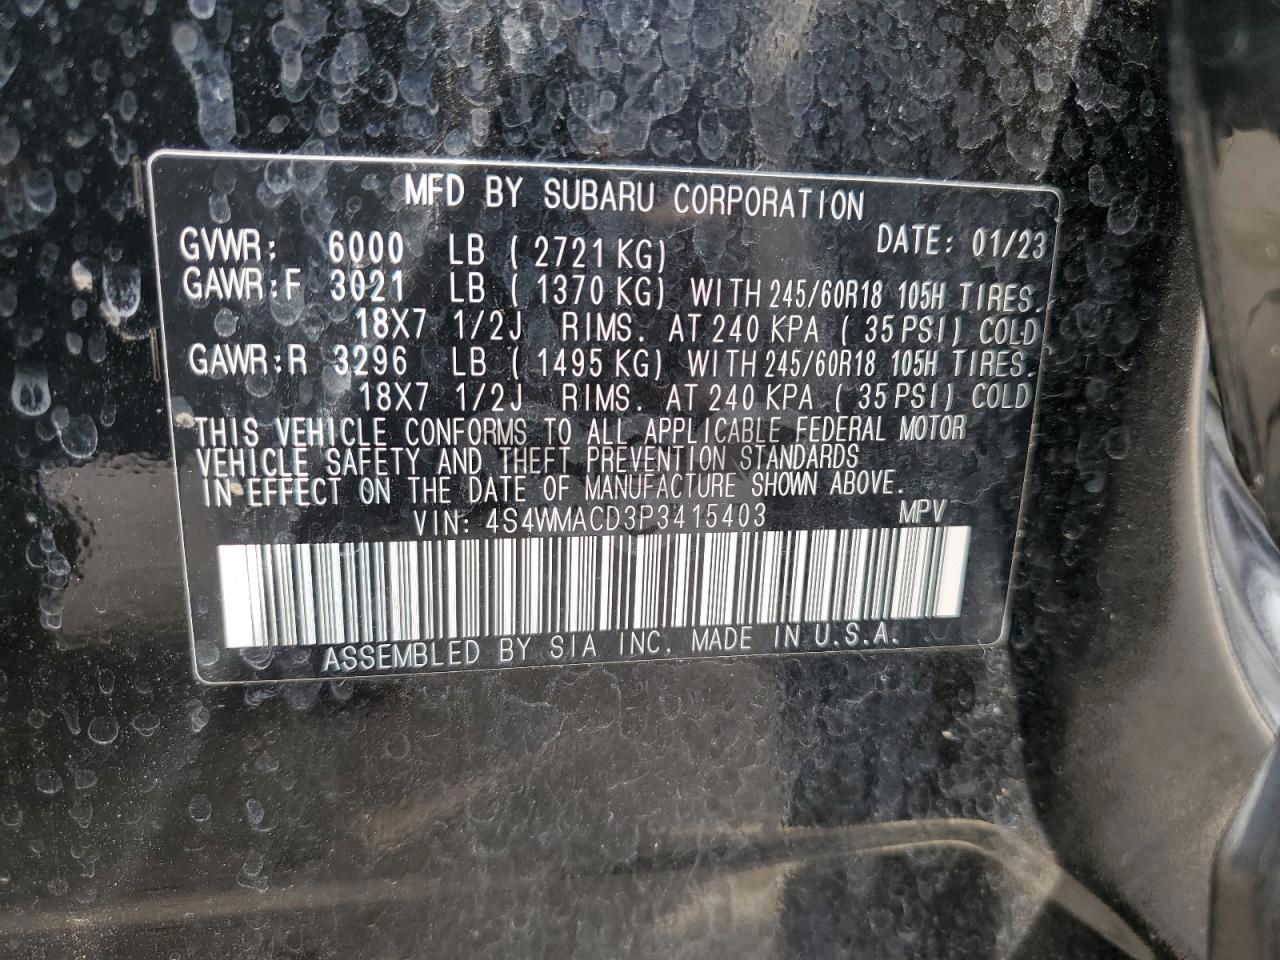 MFD BY SUBARU CORPORATION
GVWR: 6000 LB ( 2721 KG) DATE: 01/23
GAWR:F 3021 LB ( 1370 KG) WITH 245/60R18 105H TIRES.
18X7 1/2J RIMS. AT 240 KPA ( 35 PSI) COLD
GAWR:R 3296 LB ( 1495 KG) WITH 245/60R18 105H TIRES.
18X7 1/2J RIMS. AT 240 KPA ( 35 PSI) COLD
THIS VEHICLE CONFORMS TO ALL APPLICABLE FEDERAL MOTOR
VEHICLE SAFETY AND THEFT PREVENTION STANDARDS
IN EFFECT ON THE DATE OF MANUFACTURE SHOWN ABOVE.
VIN: 4S4WMACD3P3415403 MPV
ASSEMBLED BY SIA INC. MADE IN U.S.A.